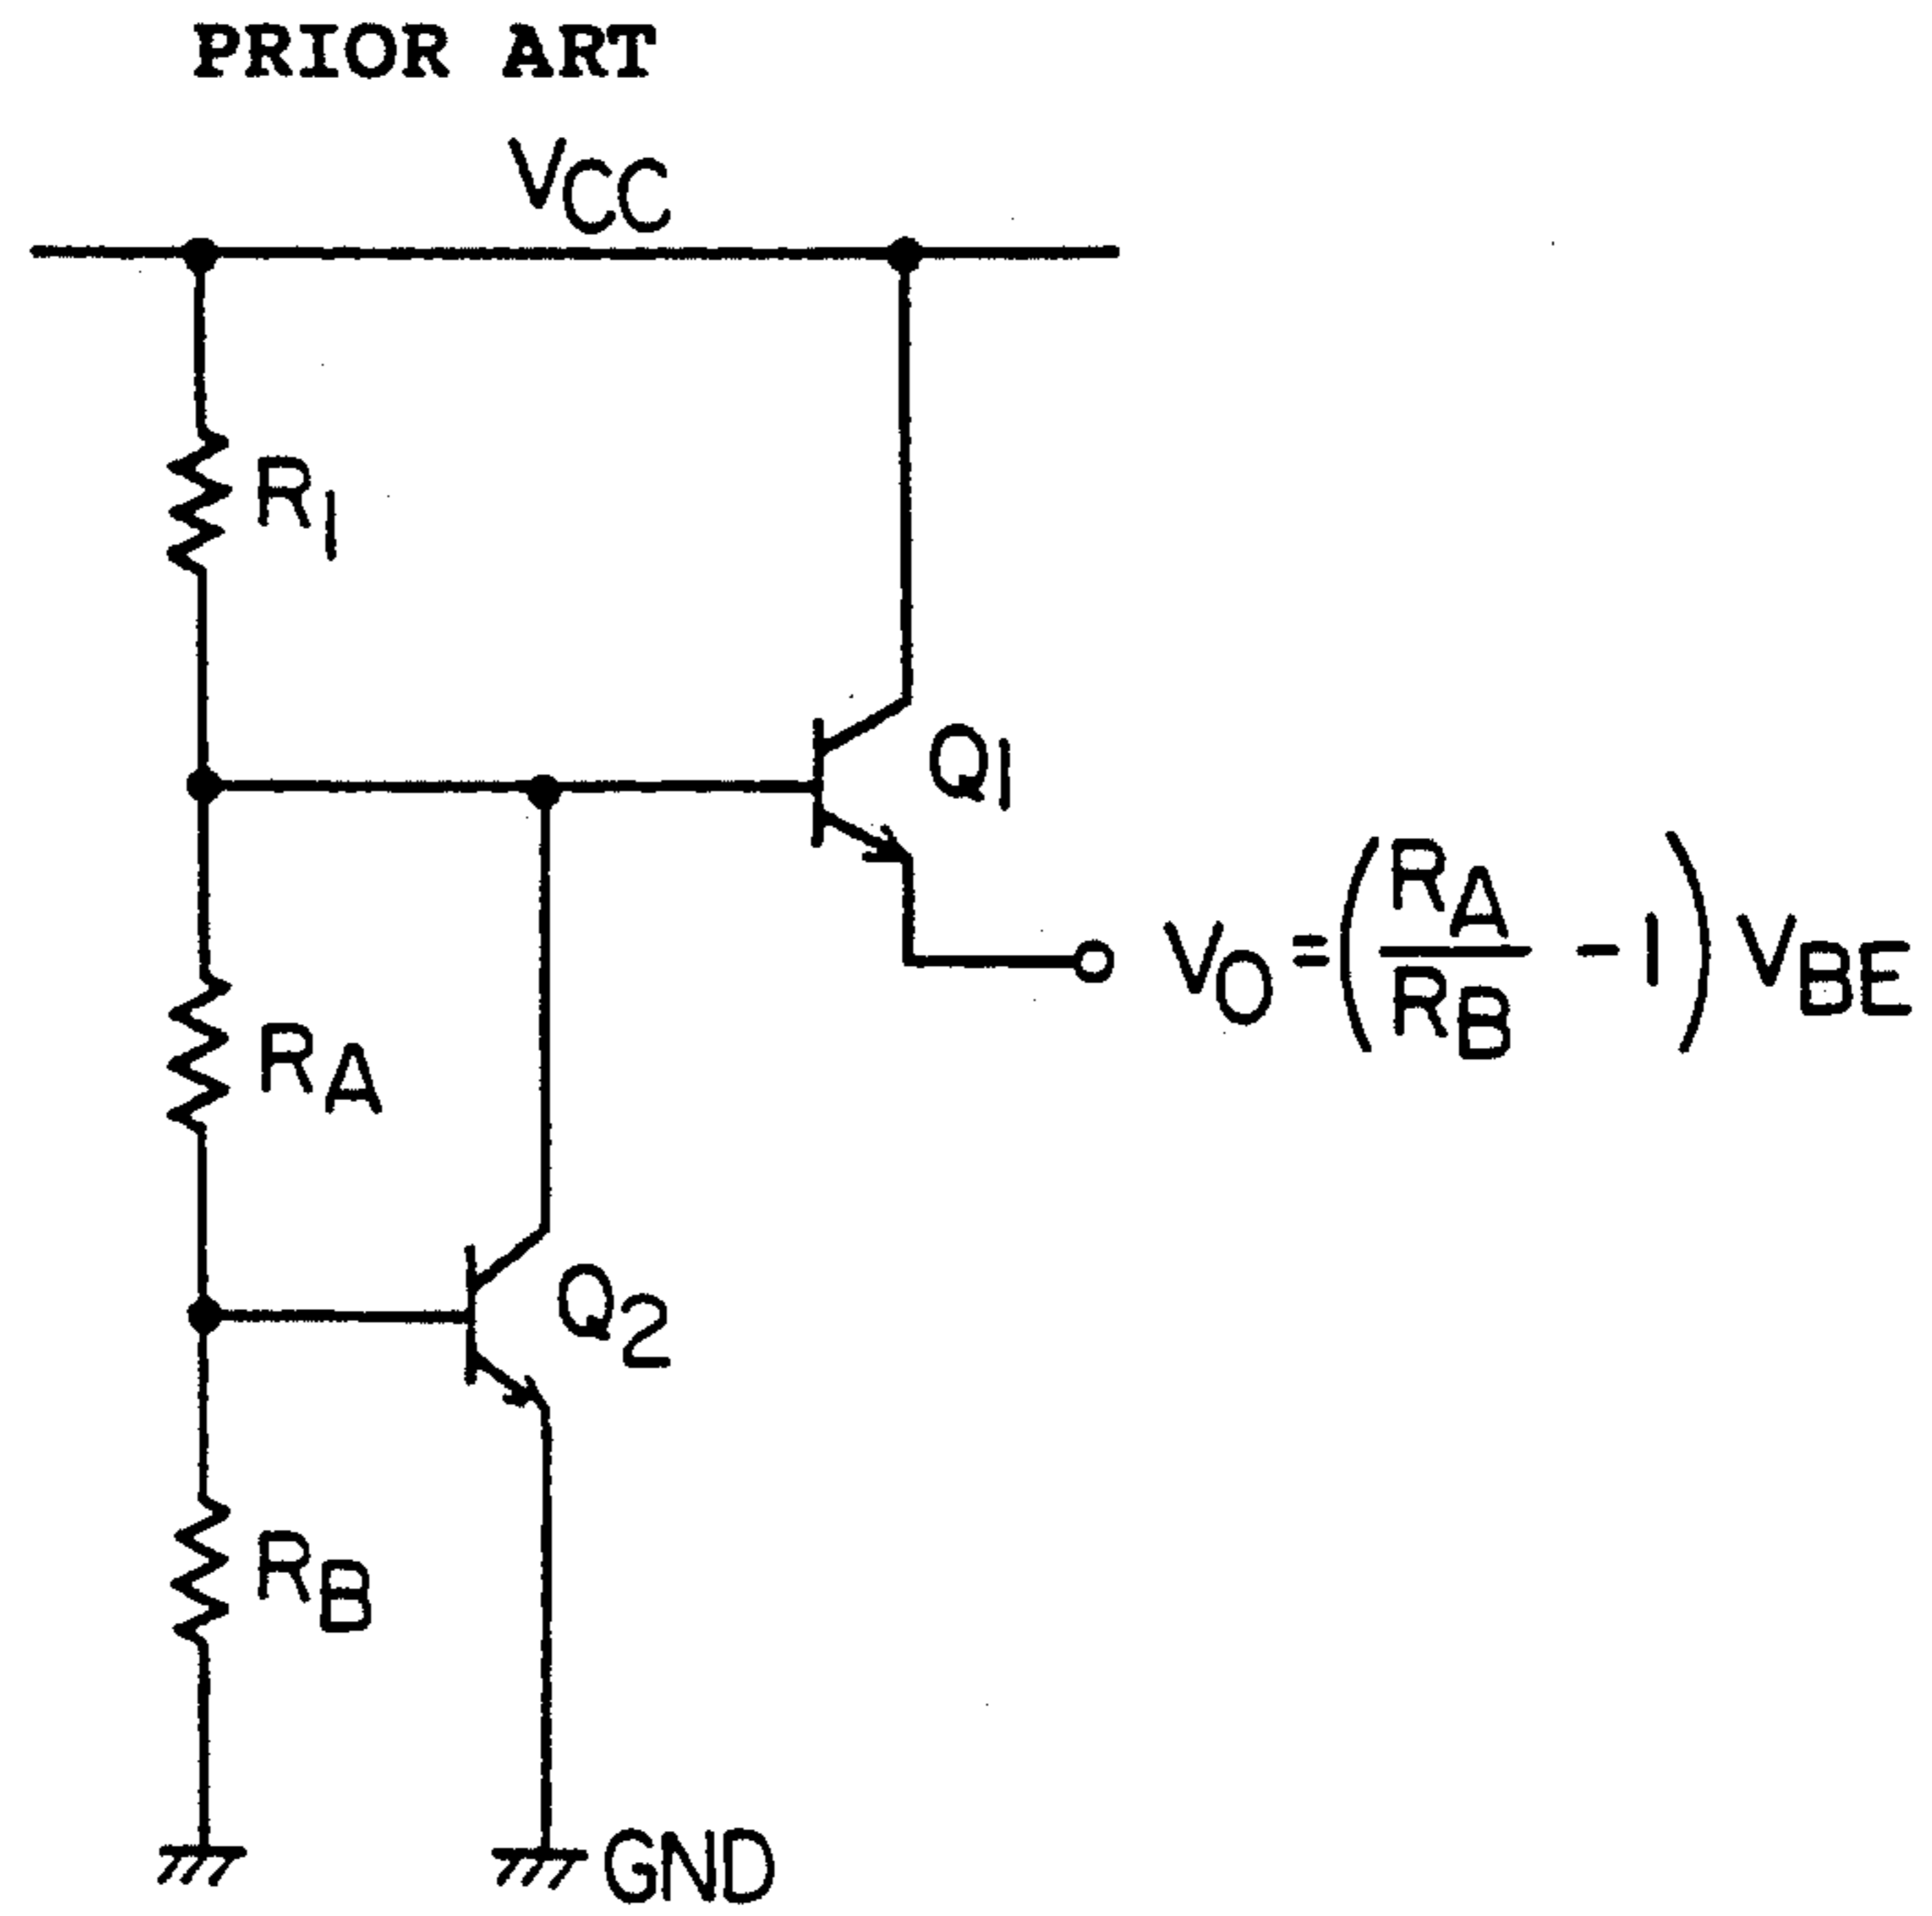 PRIOR ART
VCC
R1
Q1
VO=(RA/RB - 1) VBE
RA
Q2
RB
GND